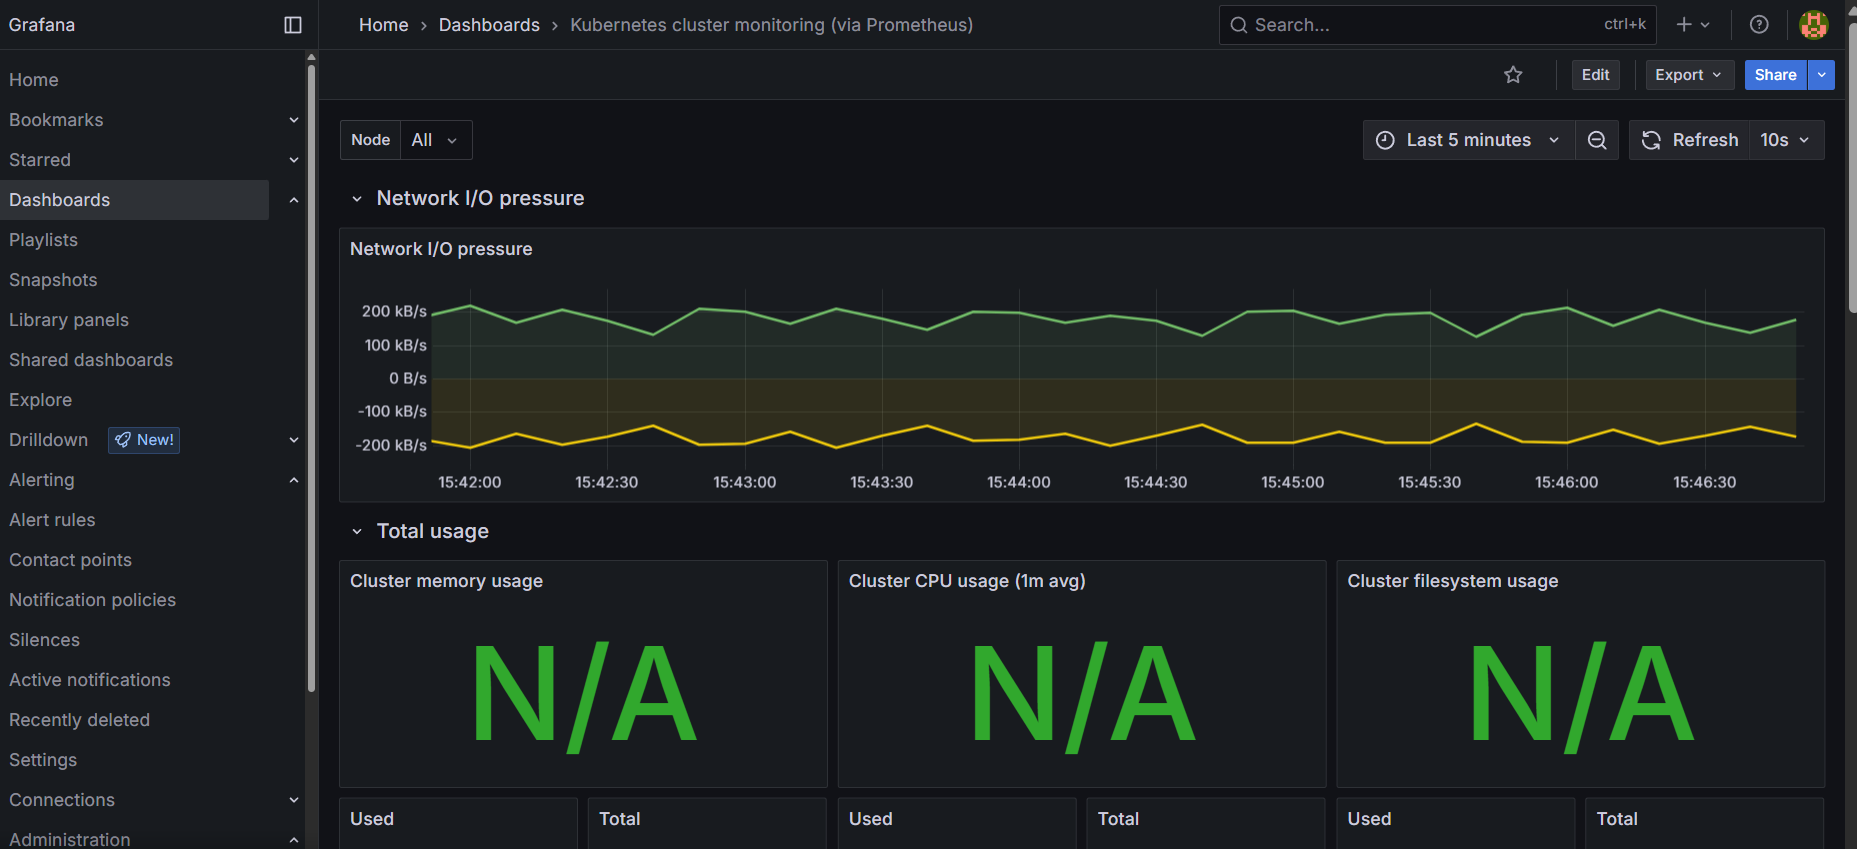 Grafana
Home › Dashboards › Kubernetes cluster monitoring (via Prometheus)
Search... ctrl+k
Edit Export Share
Home
Bookmarks
Starred
Dashboards
Playlists
Snapshots
Library panels
Shared dashboards
Explore
Drilldown New!
Alerting
Alert rules
Contact points
Notification policies
Silences
Active notifications
Recently deleted
Settings
Connections
Administration
Node All
Last 5 minutes Refresh 10s
Network I/O pressure
Network I/O pressure
200 kB/s
100 kB/s
0 B/s
-100 kB/s
-200 kB/s
15:42:00 15:42:30 15:43:00 15:43:30 15:44:00 15:44:30 15:45:00 15:45:30 15:46:00 15:46:30
Total usage
Cluster memory usage
N/A
Cluster CPU usage (1m avg)
N/A
Cluster filesystem usage
N/A
Used Total Used Total Used Total